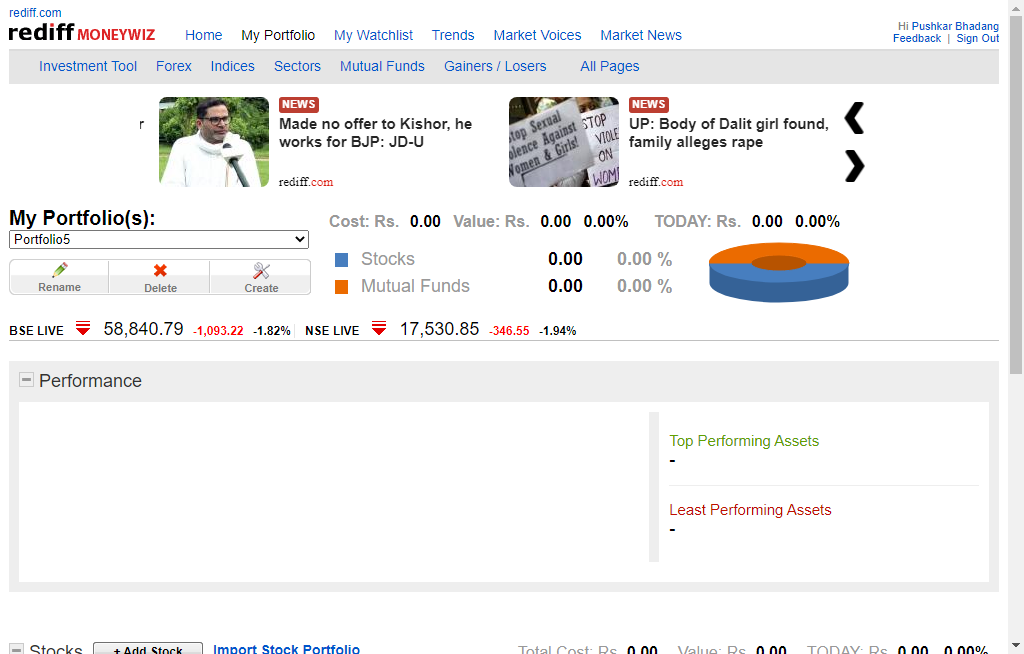 rediff.com
rediff MONEYWIZ
Home My Portfolio My Watchlist Trends Market Voices Market News
Hi Pushkar Bhadang
Feedback | Sign Out
Investment Tool Forex Indices Sectors Mutual Funds Gainers / Losers All Pages
r
NEWS
Made no offer to Kishor, he
works for BJP: JD-U
rediff.com
Stop Sexual
Violence Against
Women & Girls!
STOP
VIOLE
ON
WOM
NEWS
UP: Body of Dalit girl found,
family alleges rape
rediff.com
My Portfolio(s):
Portfolio5
Rename Delete Create
Cost: Rs. 0.00 Value: Rs. 0.00 0.00% TODAY: Rs. 0.00 0.00%
Stocks 0.00 0.00 %
Mutual Funds 0.00 0.00 %
BSE LIVE 58,840.79 -1,093.22 -1.82% NSE LIVE 17,530.85 -346.55 -1.94%
Performance
Top Performing Assets
-
Least Performing Assets
-
Stocks + Add Stock Import Stock Portfolio Total Cost: Rs. 0.00 Value: Rs. 0.00 TODAY: Rs. 0.00 0.00%